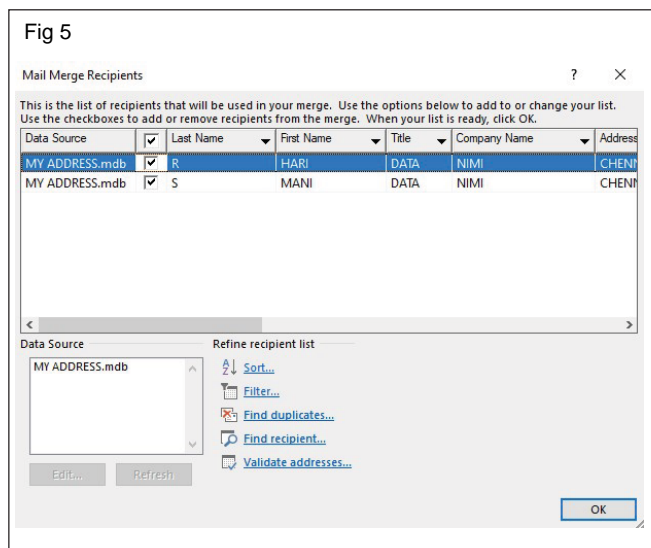 Fig 5
Mail Merge Recipients ? ×
This is the list of recipients that will be used in your merge. Use the options below to add to or change your list.
Use the checkboxes to add or remove recipients from the merge. When your list is ready, click OK.
Data Source Last Name First Name Title Company Name Address
MY ADDRESS.mdb R HARI DATA NIMI CHENN
MY ADDRESS.mdb S MANI DATA NIMI CHENN
Data Source Refine recipient list
MY ADDRESS.mdb
Sort...
Filter...
Find duplicates...
Find recipient...
Validate addresses...
Edit... Refresh
OK